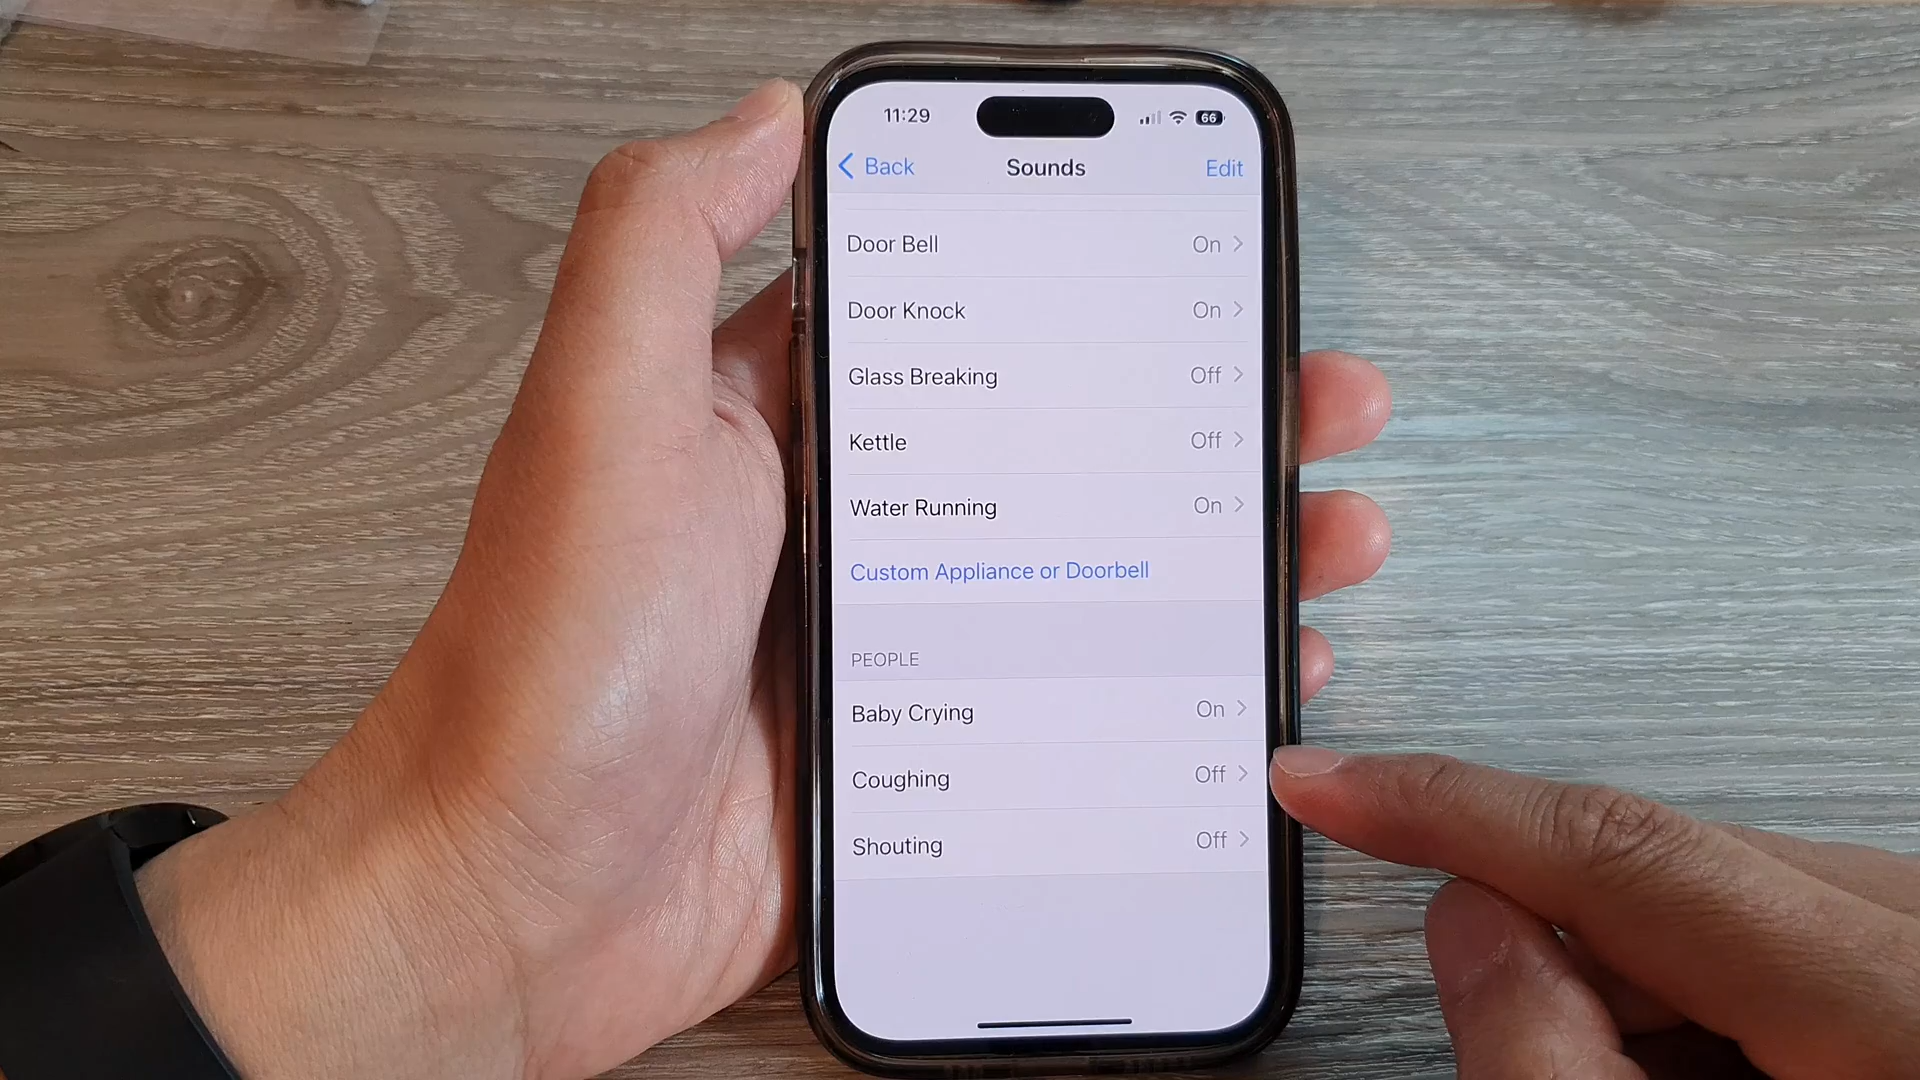 11:29
66
Back
Sounds
Edit
Door Bell
On
Door Knock
On
Glass Breaking
Off
Kettle
Off
Water Running
On
Custom Appliance or Doorbell
PEOPLE
Baby Crying
On
Coughing
Off
Shouting
Off